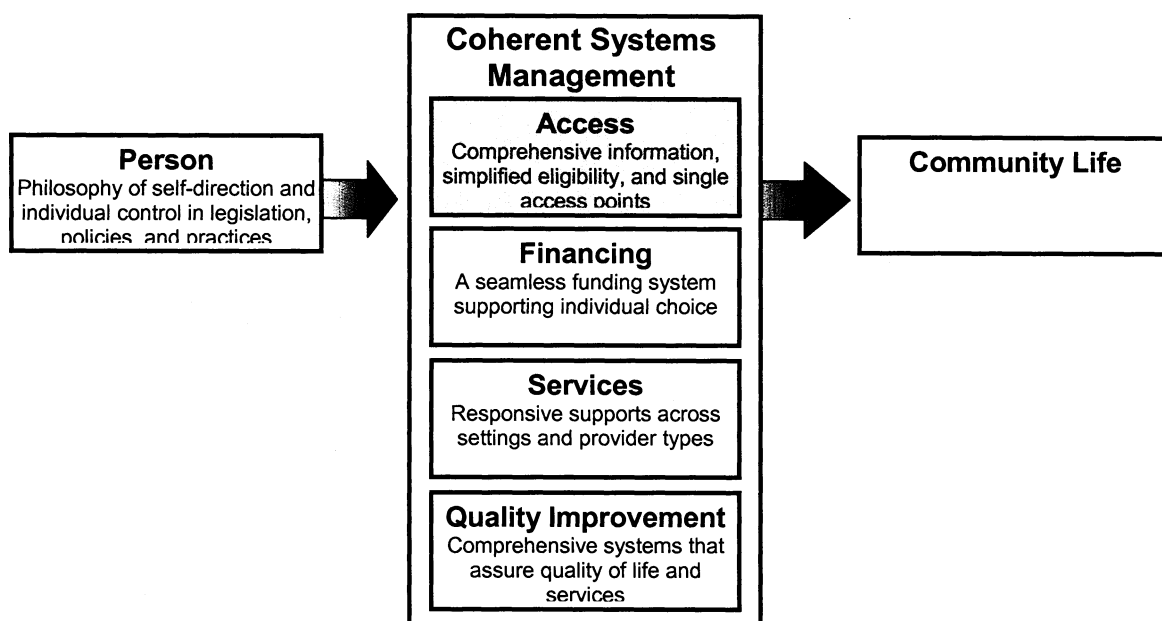 Person
Philosophy of self-direction and
individual control in legislation,
policies, and practices
Coherent Systems
Management
Access
Comprehensive information,
simplified eligibility, and single
access points
Financing
A seamless funding system
supporting individual choice
Services
Responsive supports across
settings and provider types
Quality Improvement
Comprehensive systems that
assure quality of life and
services
Community Life